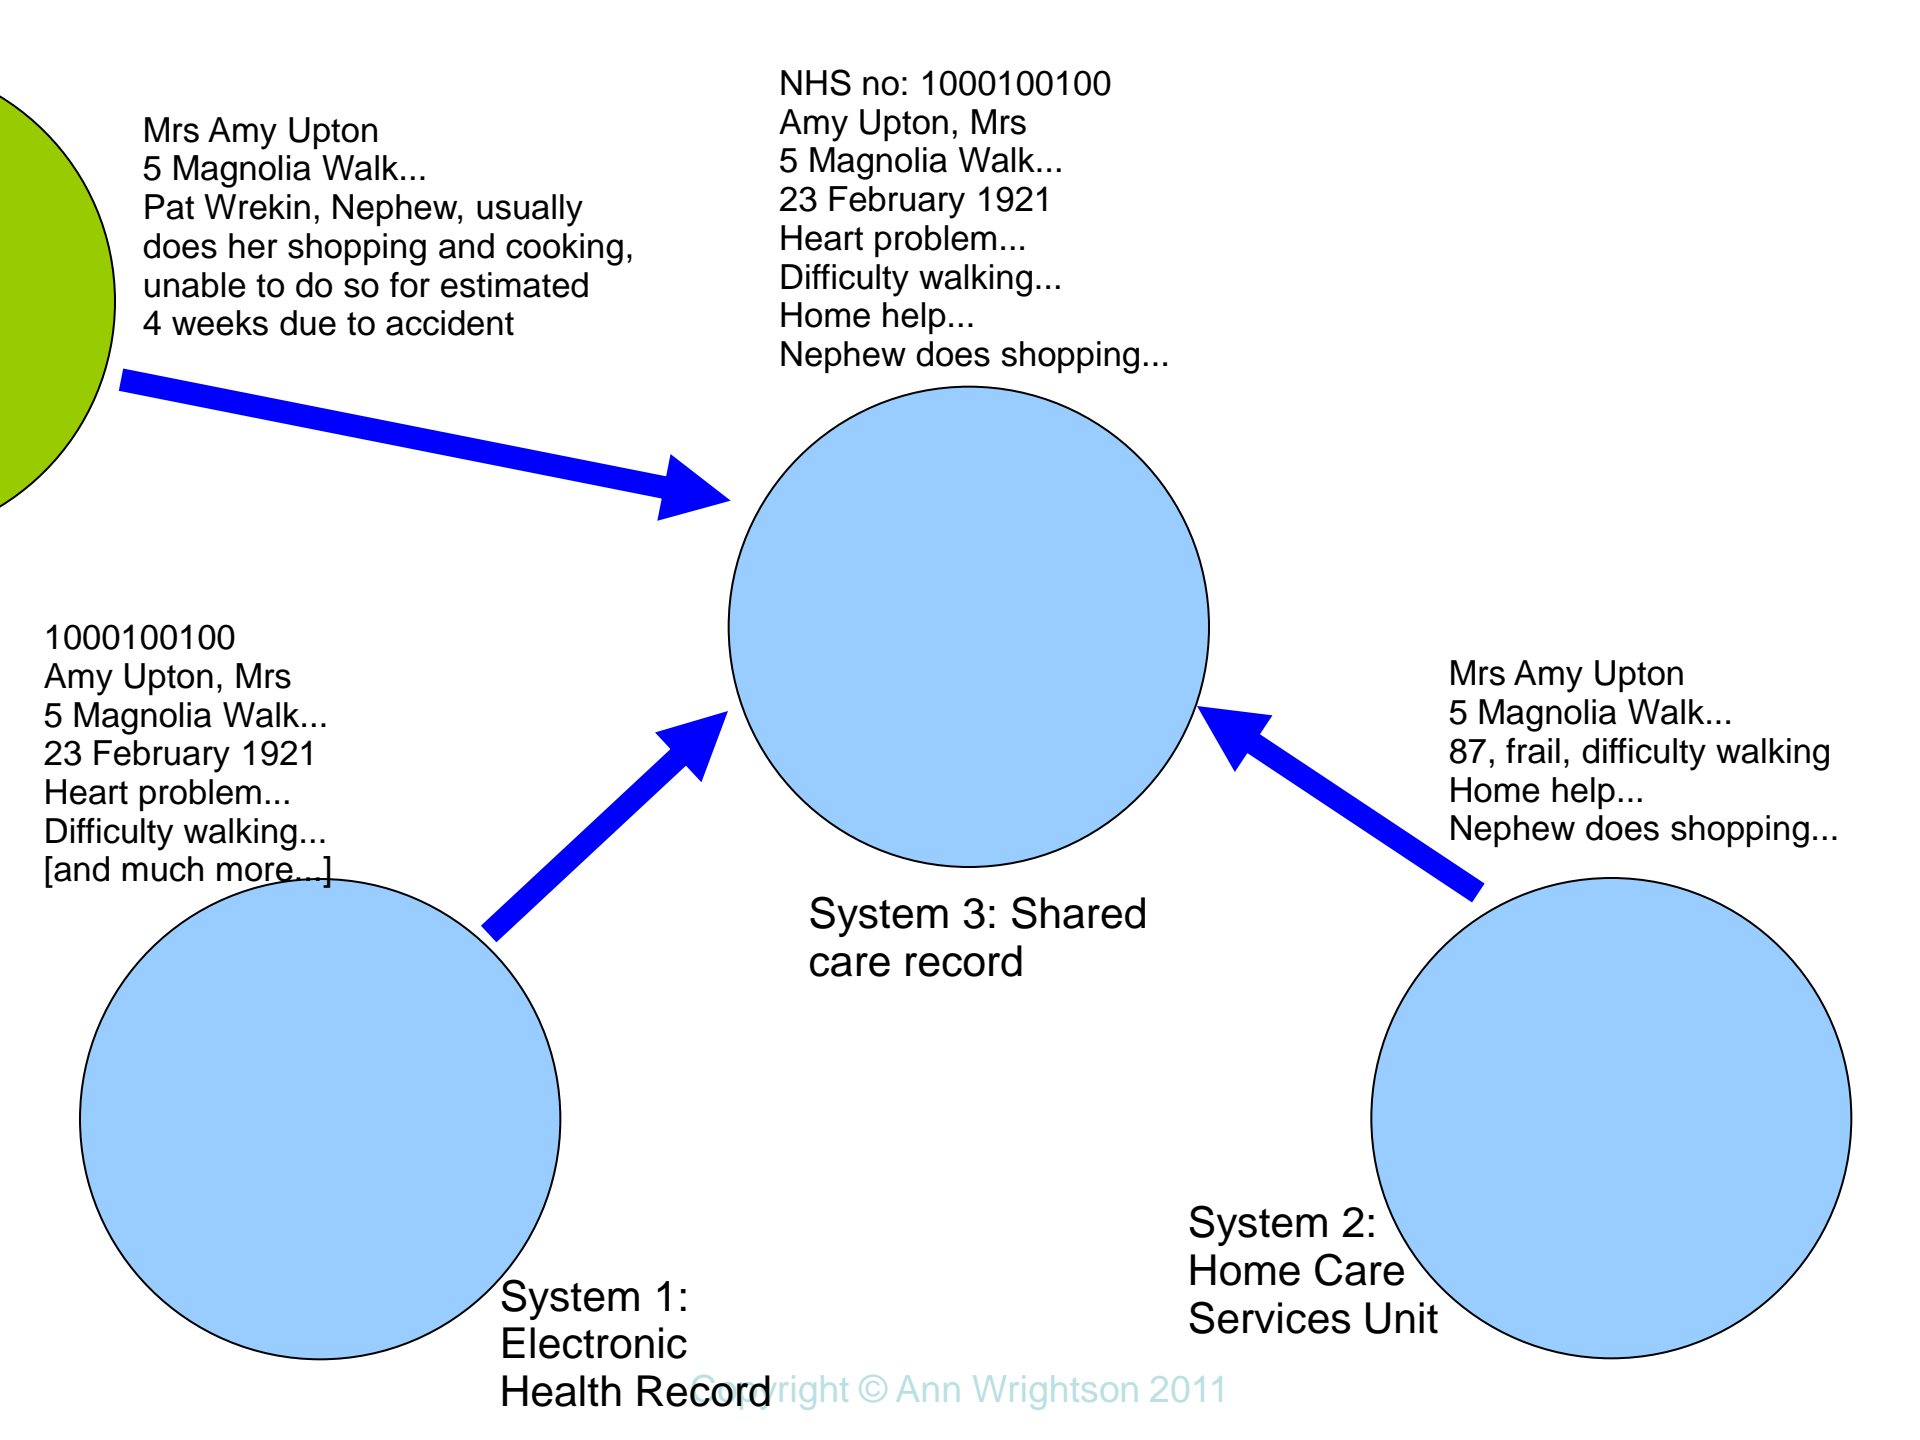 Mrs Amy Upton
5 Magnolia Walk...
Pat Wrekin, Nephew, usually
does her shopping and cooking,
unable to do so for estimated
4 weeks due to accident
NHS no: 1000100100
Amy Upton, Mrs
5 Magnolia Walk...
23 February 1921
Heart problem...
Difficulty walking...
Home help...
Nephew does shopping...
1000100100
Amy Upton, Mrs
5 Magnolia Walk...
23 February 1921
Heart problem...
Difficulty walking...
[and much more...]
Mrs Amy Upton
5 Magnolia Walk...
87, frail, difficulty walking
Home help...
Nephew does shopping...
System 3: Shared
care record
System 2:
Home Care
Services Unit
System 1:
Electronic
Health Record
Copyright © Ann Wrightson 2011